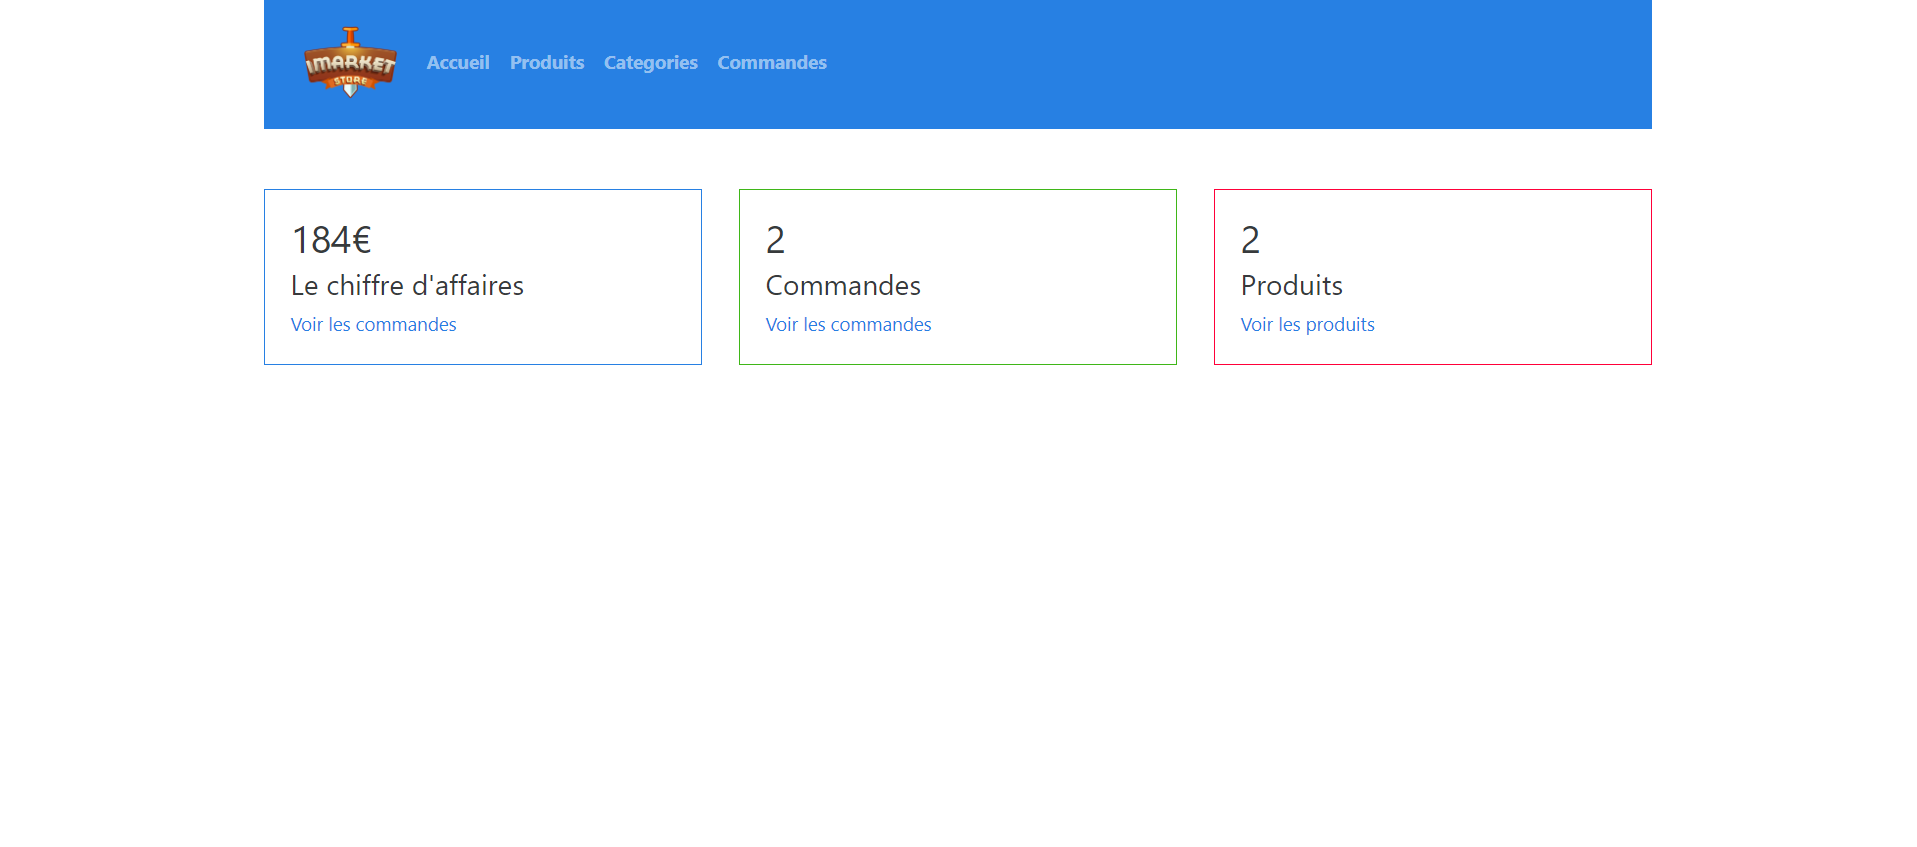 IMARKET
STORE
Accueil Produits Categories Commandes
184€
Le chiffre d'affaires
Voir les commandes
2
Commandes
Voir les commandes
2
Produits
Voir les produits